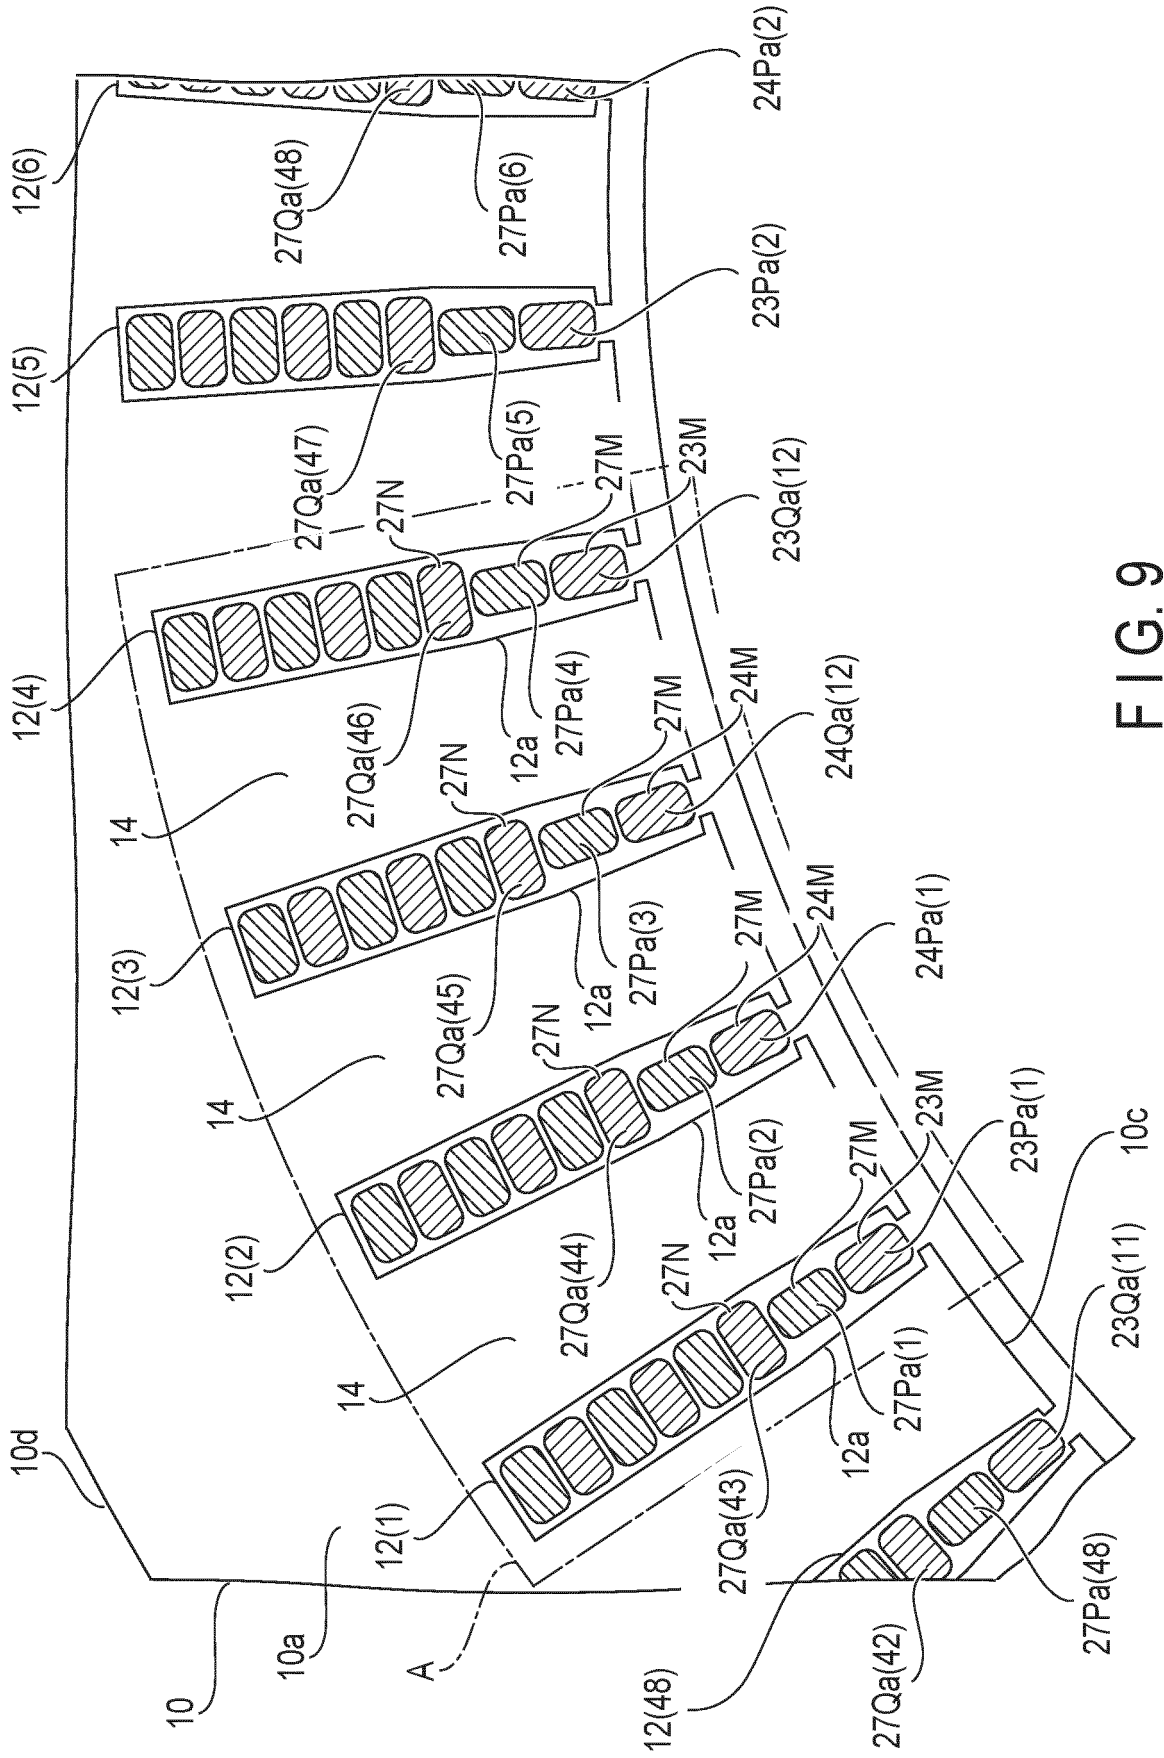 10
10a
10d
A
12(1)
12(2)
12(3)
12(4)
12(5)
12(6)
14
14
14
27Qa(48)
27Pa(6)
24Pa(2)
27Qa(47)
27Pa(5)
23Pa(2)
27N
27M
23M
23Qa(12)
27Qa(46)
12a
27Pa(4)
27N
27M
24M
24Qa(12)
27Qa(45)
12a
27Pa(3)
27N
27M
24M
24Pa(1)
27Qa(44)
12a
27Pa(2)
27N
27M
23M
23Pa(1)
27Qa(43)
12a
27Pa(1)
10c
12(48)
27Qa(42)
27Pa(48)
23Qa(11)
FIG. 9